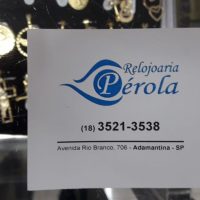 Relojoaria
Pérola
(18) 3521-3538
Avenida Rio Branco, 706 - Adamantina - SP